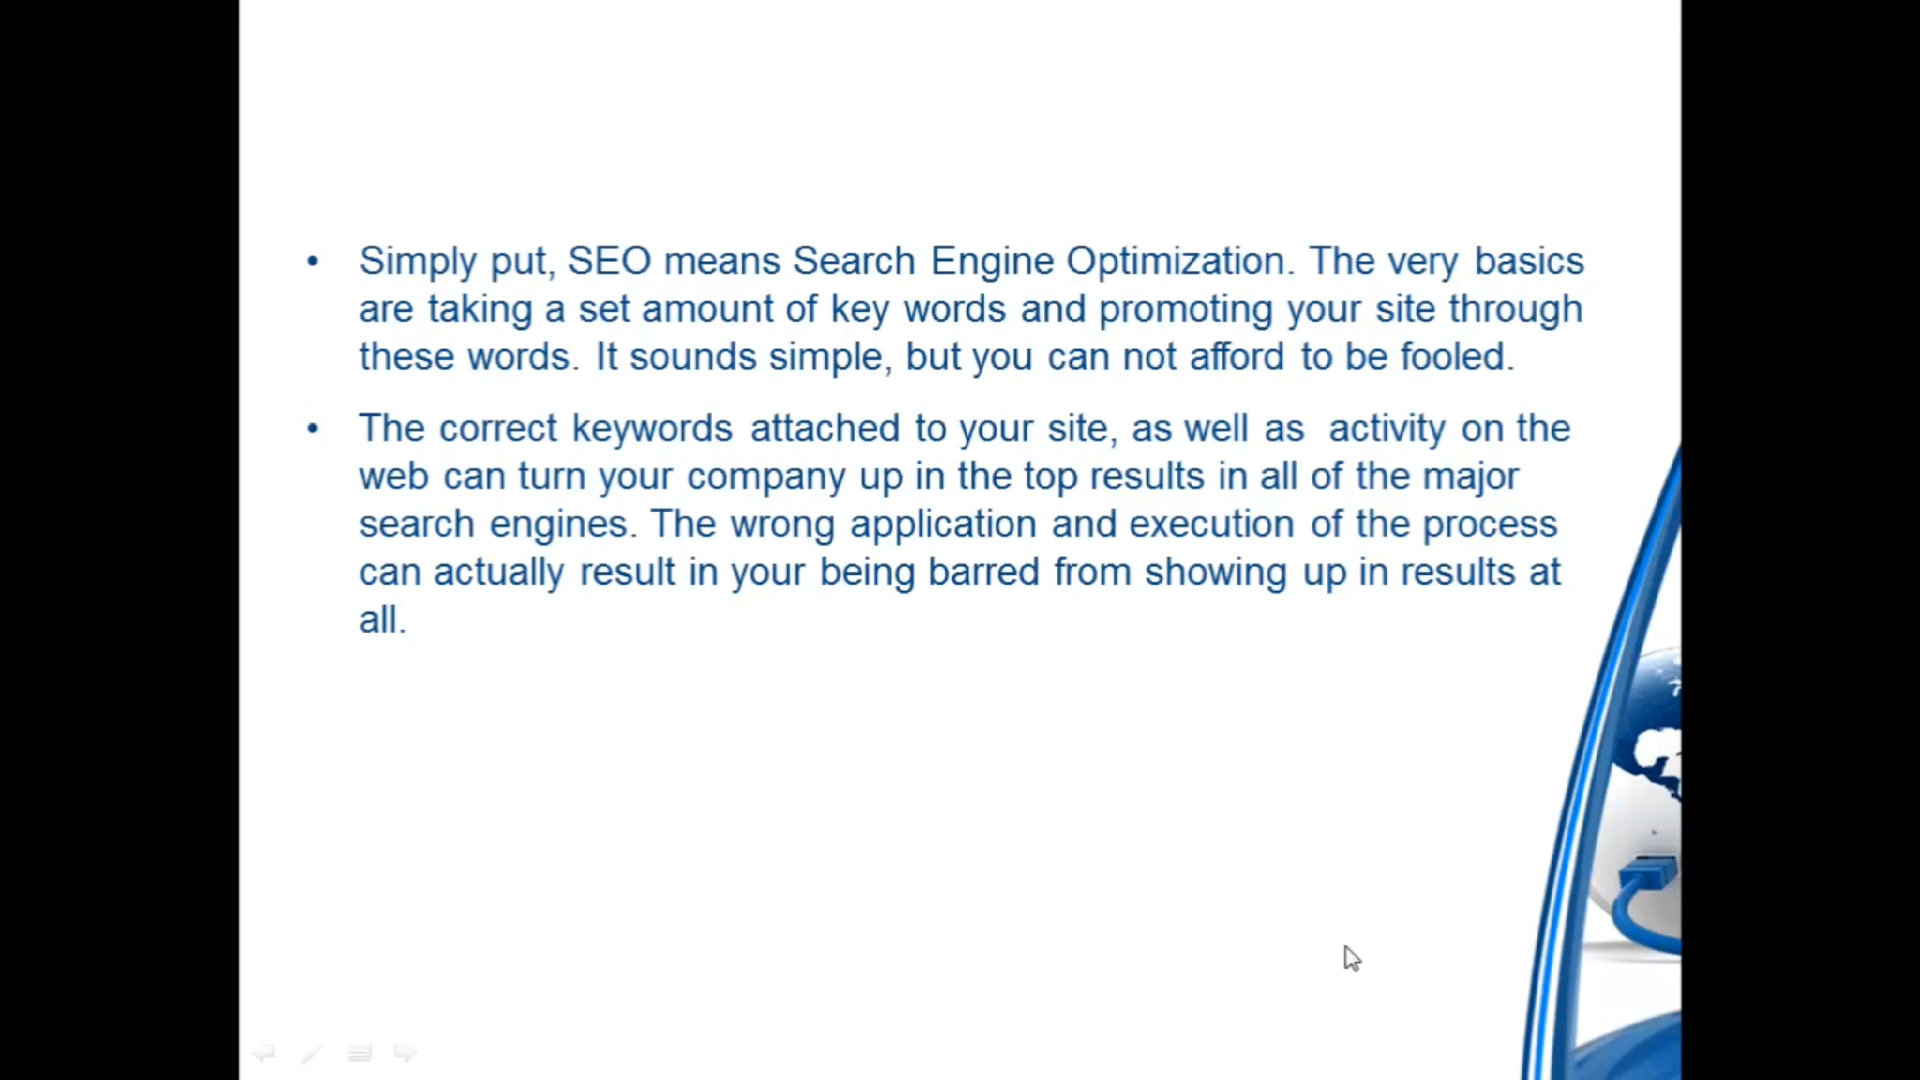 • Simply put, SEO means Search Engine Optimization. The very basics
are taking a set amount of key words and promoting your site through
these words. It sounds simple, but you can not afford to be fooled.
• The correct keywords attached to your site, as well as activity on the
web can turn your company up in the top results in all of the major
search engines. The wrong application and execution of the process
can actually result in your being barred from showing up in results at
all.